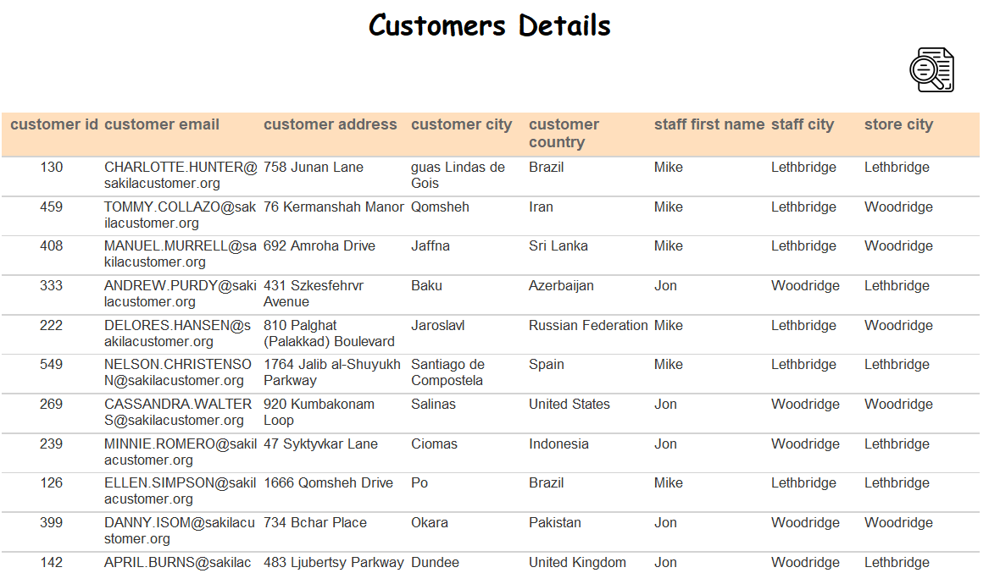 Customers Details
customer id customer email customer address customer city customer country staff first name staff city store city
130 CHARLOTTE.HUNTER@sakilacustomer.org 758 Junan Lane guas Lindas de Gois Brazil Mike Lethbridge Lethbridge
459 TOMMY.COLLAZO@sakilacustomer.org 76 Kermanshah Manor Qomsheh Iran Mike Lethbridge Woodridge
408 MANUEL.MURRELL@sakilacustomer.org 692 Amroha Drive Jaffna Sri Lanka Mike Lethbridge Woodridge
333 ANDREW.PURDY@sakilacustomer.org 431 Szkesfehrvr Avenue Baku Azerbaijan Jon Woodridge Lethbridge
222 DELORES.HANSEN@sakilacustomer.org 810 Palghat (Palakkad) Boulevard Jaroslavl Russian Federation Mike Lethbridge Woodridge
549 NELSON.CHRISTENSON@sakilacustomer.org 1764 Jalib al-Shuyukh Parkway Santiago de Compostela Spain Mike Lethbridge Lethbridge
269 CASSANDRA.WALTERS@sakilacustomer.org 920 Kumbakonam Loop Salinas United States Jon Woodridge Woodridge
239 MINNIE.ROMERO@sakilacustomer.org 47 Syktyvkar Lane Ciomas Indonesia Jon Woodridge Lethbridge
126 ELLEN.SIMPSON@sakilacustomer.org 1666 Qomsheh Drive Po Brazil Mike Lethbridge Lethbridge
399 DANNY.ISOM@sakilacustomer.org 734 Bchar Place Okara Pakistan Jon Woodridge Woodridge
142 APRIL.BURNS@sakilac 483 Ljubertsy Parkway Dundee United Kingdom Jon Woodridge Lethbridge